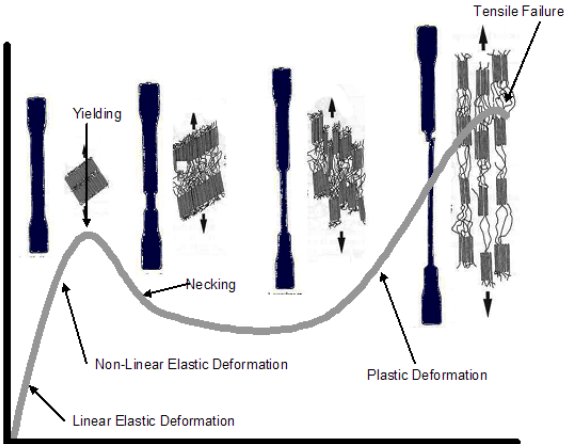 Tensile Failure
Yielding
Necking
Non-Linear Elastic Deformation
Plastic Deformation
Linear Elastic Deformation